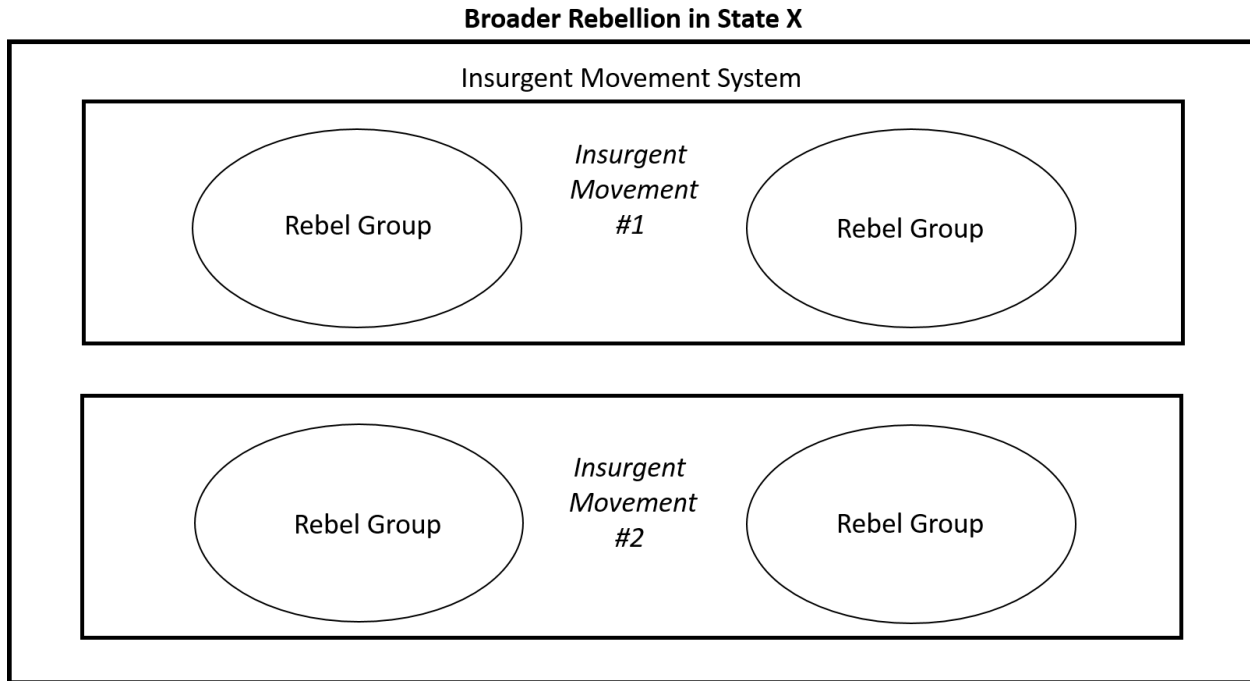 Broader Rebellion in State X
Insurgent Movement System
Insurgent
Movement
#1
Rebel Group
Rebel Group
Insurgent
Movement
#2
Rebel Group
Rebel Group